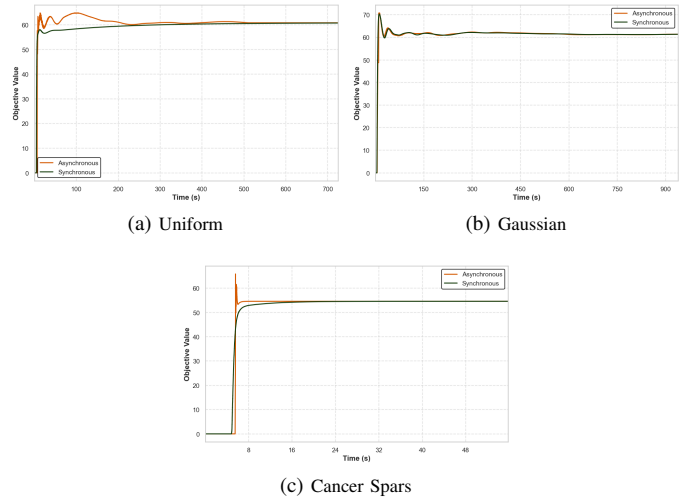 60
50
40
30
20
10
0
Objective Value
Asynchronous
Synchronous
100 200 300 400 500 600 700
Time (s)
(a) Uniform
70
60
50
40
30
20
10
0
Objective Value
Asynchronous
Synchronous
150 300 450 600 750 900
Time (s)
(b) Gaussian
60
50
40
30
20
10
0
Objective Value
Asynchronous
Synchronous
8 16 24 32 40 48
Time (s)
(c) Cancer Spars